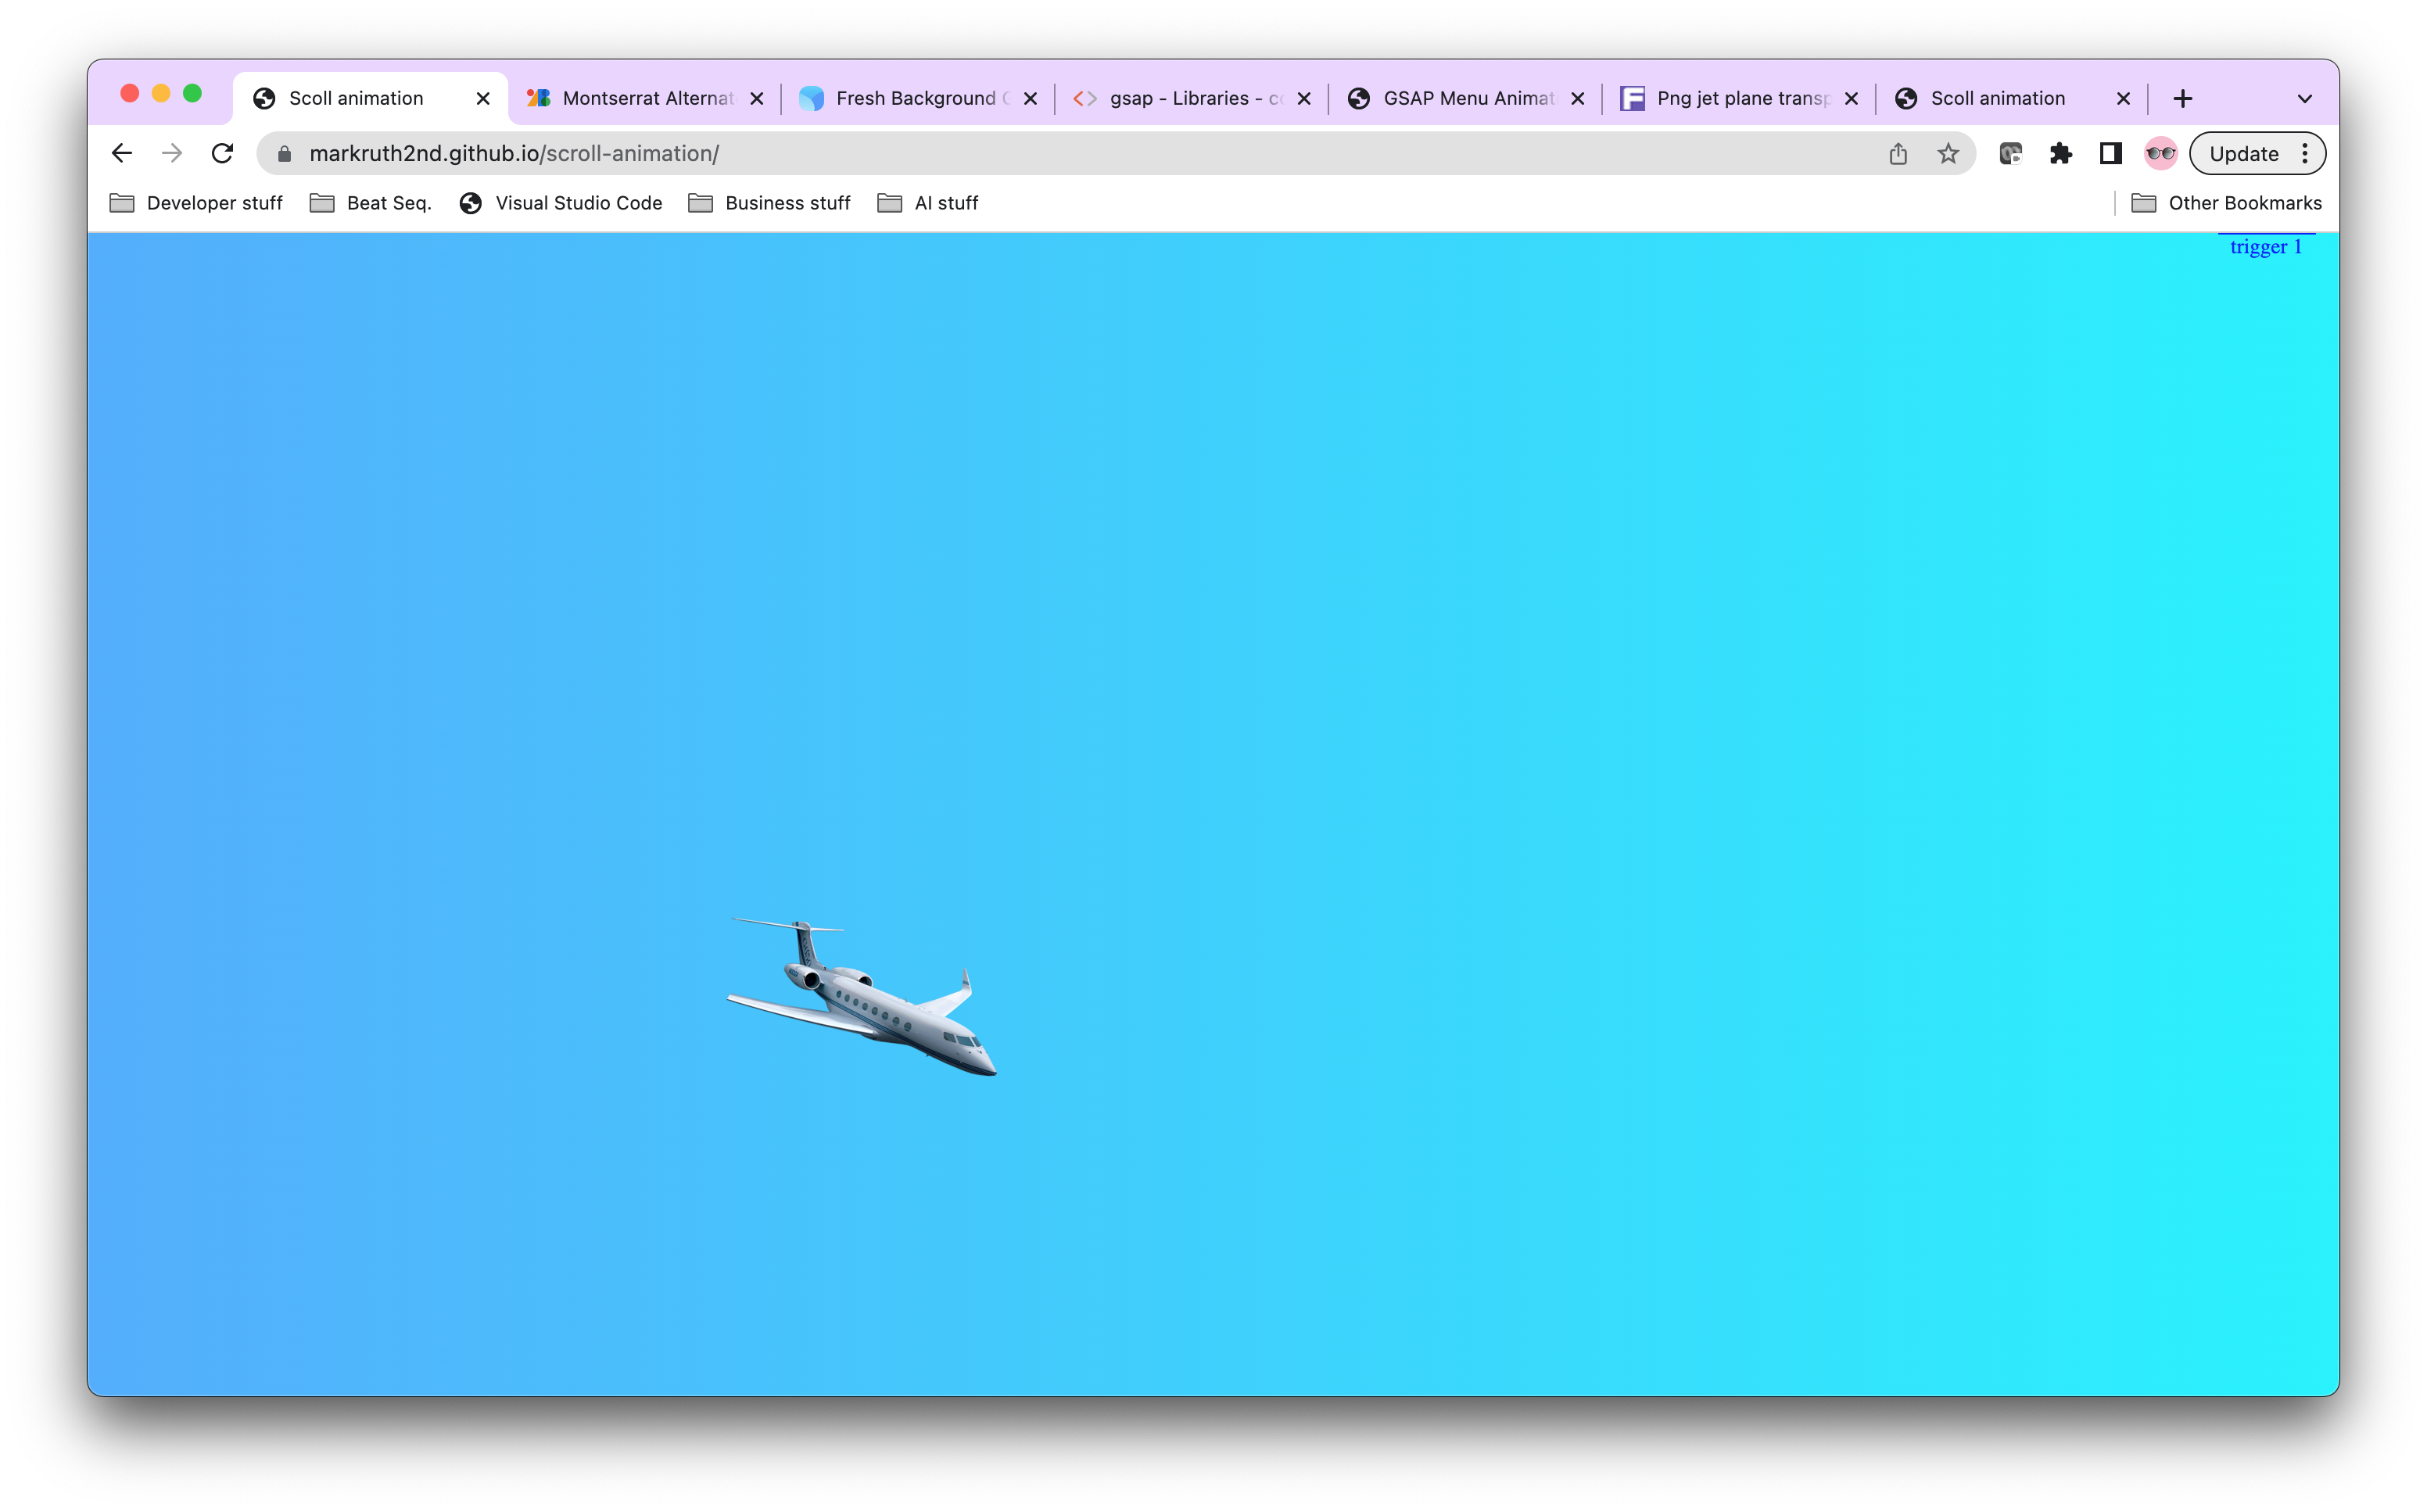 Scoll animation
Montserrat Alternat
Fresh Background
gsap - Libraries - c
GSAP Menu Animat
Png jet plane transp
Scoll animation
markruth2nd.github.io/scroll-animation/
Update
Developer stuff
Beat Seq.
Visual Studio Code
Business stuff
AI stuff
Other Bookmarks
trigger 1